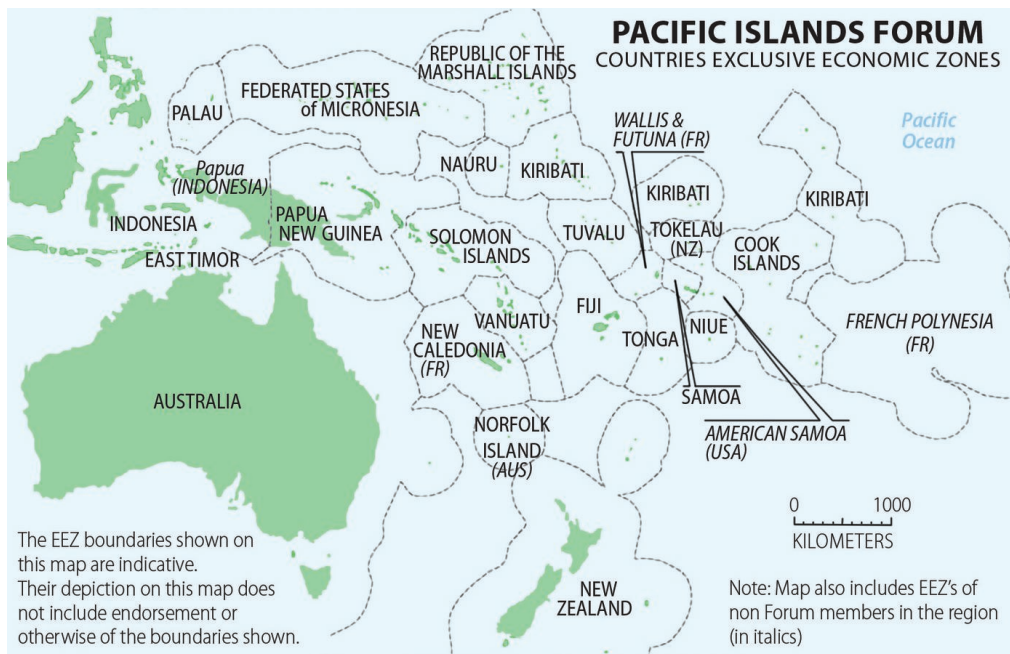 PACIFIC ISLANDS FORUM
COUNTRIES EXCLUSIVE ECONOMIC ZONES
REPUBLIC OF THE
MARSHALL ISLANDS
FEDERATED STATES
of MICRONESIA
PALAU
WALLIS &
FUTUNA (FR)
Pacific
Ocean
Papua
(INDONESIA)
NAURU
KIRIBATI
KIRIBATI
KIRIBATI
INDONESIA
PAPUA
NEW GUINEA
SOLOMON
ISLANDS
TUVALU
TOKELAU
(NZ)
COOK
ISLANDS
EAST TIMOR
FIJI
VANUATU
NEW
CALEDONIA
(FR)
TONGA
NIUE
FRENCH POLYNESIA
(FR)
SAMOA
AUSTRALIA
NORFOLK
ISLAND
(AUS)
AMERICAN SAMOA
(USA)
0 1000
KILOMETERS
The EEZ boundaries shown on
this map are indicative.
Their depiction on this map does
not include endorsement or
otherwise of the boundaries shown.
NEW
ZEALAND
Note: Map also includes EEZ's of
non Forum members in the region
(in italics)